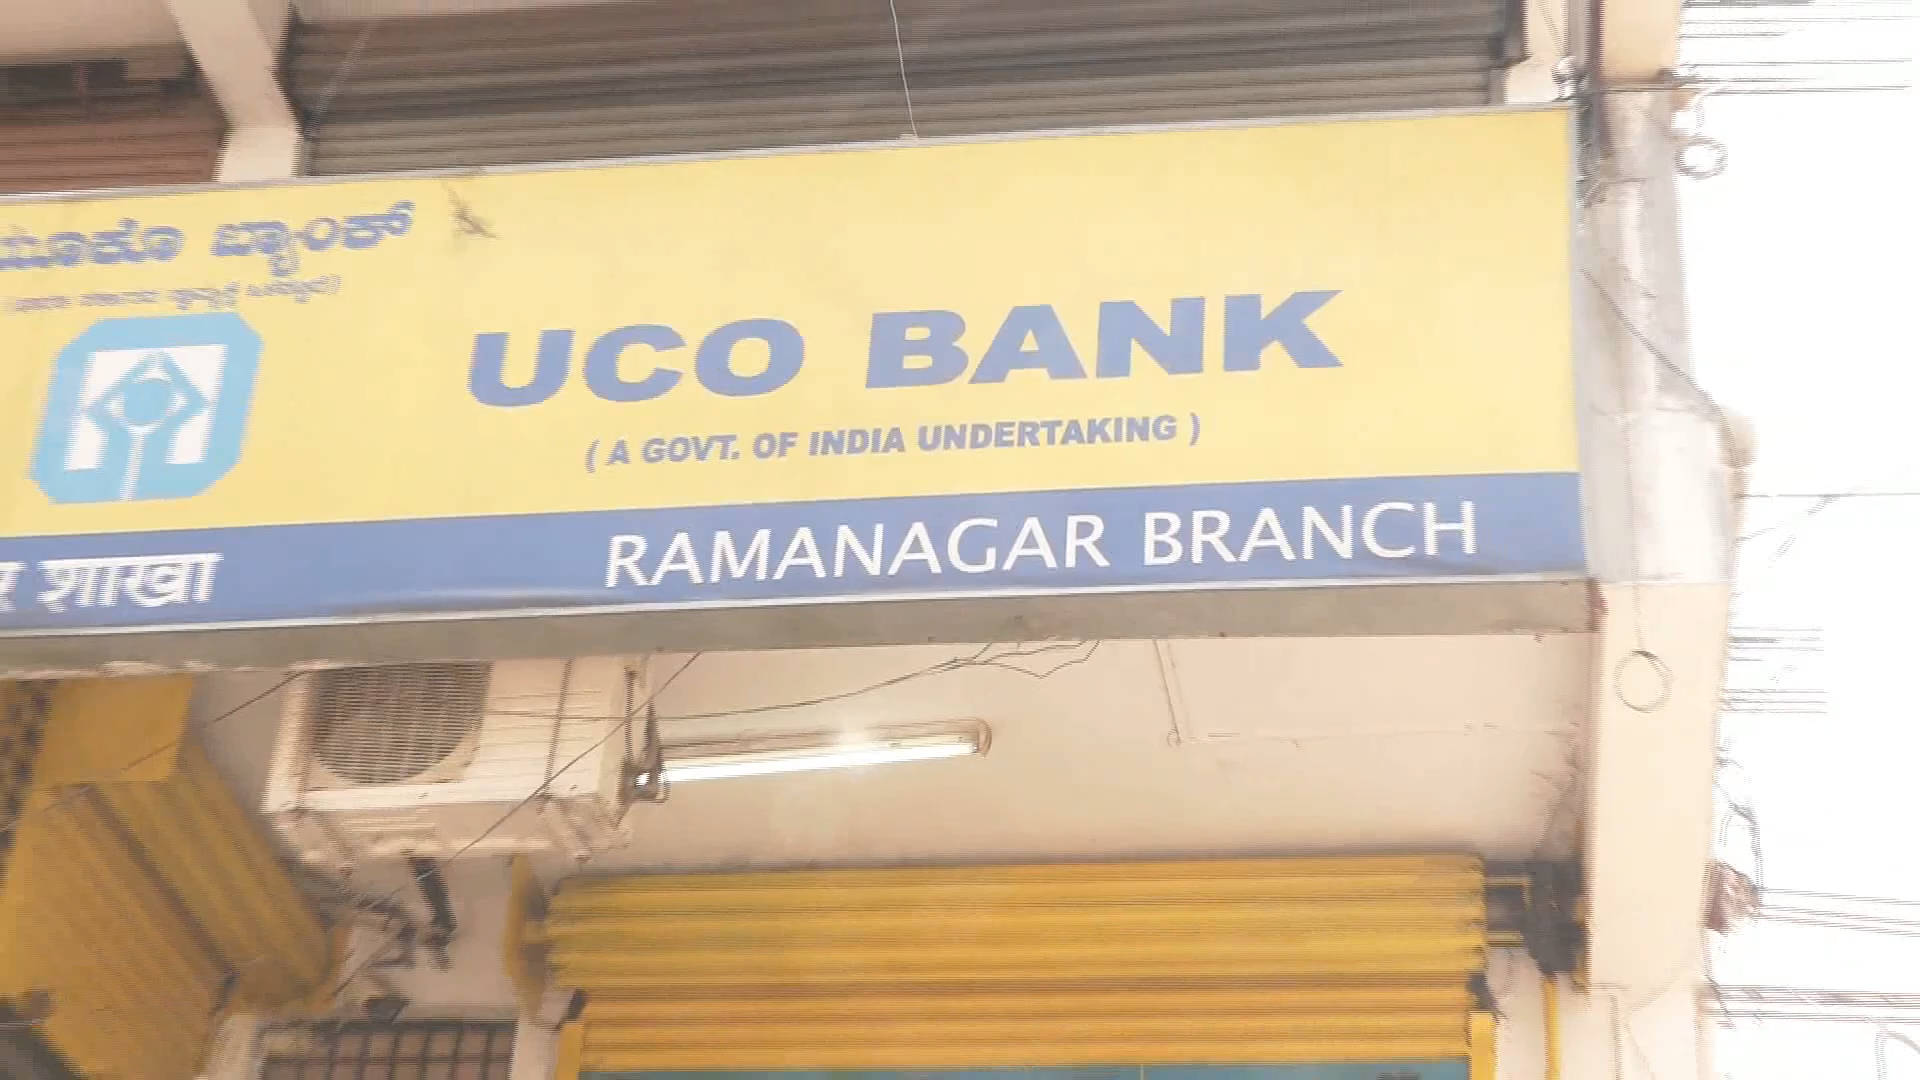 ಯೂಕೊ ಬ್ಯಾಂಕ್
UCO BANK
( A GOVT. OF INDIA UNDERTAKING )
शाखा
RAMANAGAR BRANCH